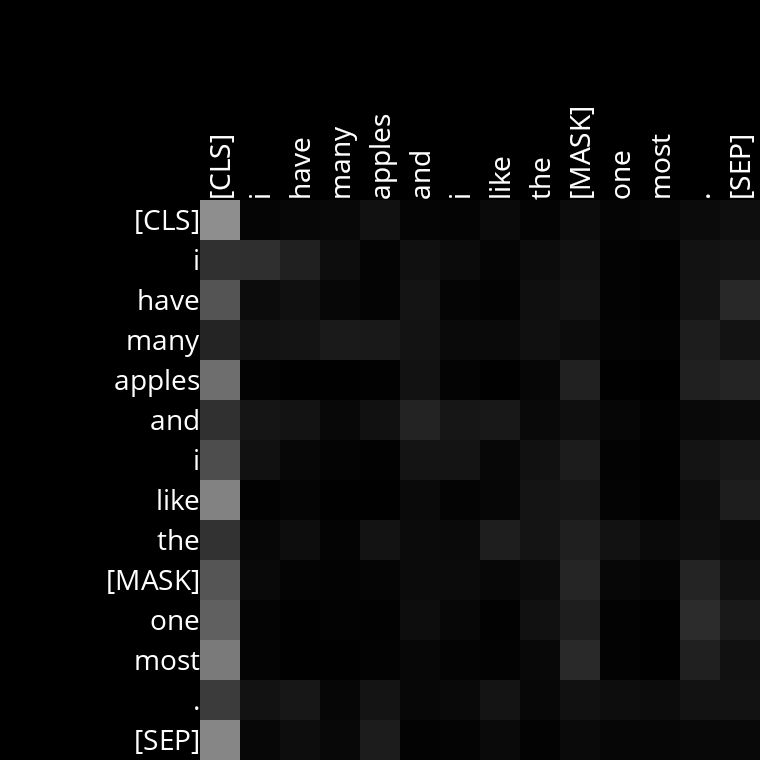 [CLS] i have many apples and i like the [MASK] one most . [SEP]
[CLS]
i
have
many
apples
and
i
like
the
[MASK]
one
most
.
[SEP]